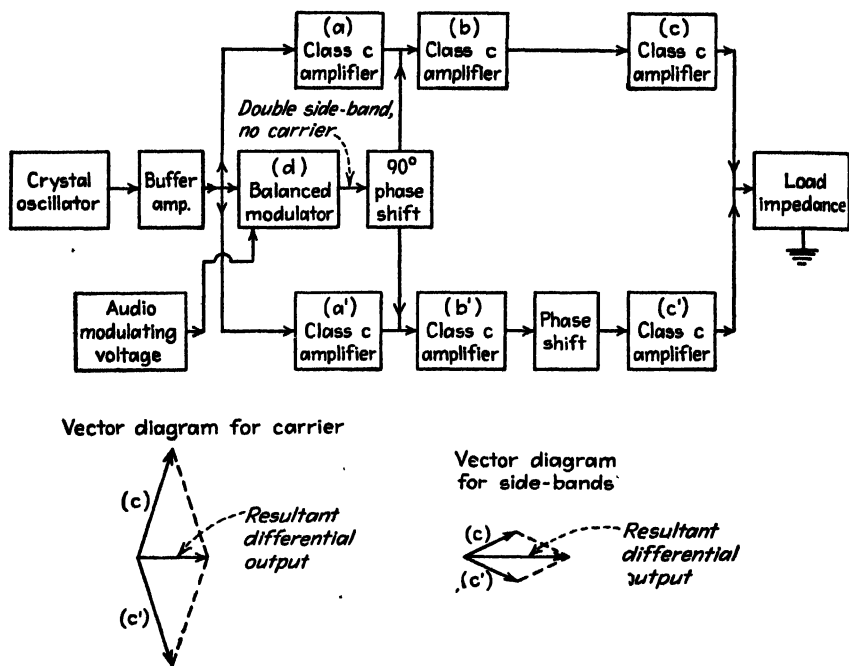 (a)
Class c
amplifier
(b)
Class c
amplifier
(c)
Class c
amplifier
Double side-band,
no carrier
Crystal
oscillator
Buffer
amp.
(d)
Balanced
modulator
90°
phase
shift
Load
impedance
Audio
modulating
voltage
(a')
Class c
amplifier
(b')
Class c
amplifier
Phase
shift
(c')
Class c
amplifier
Vector diagram for carrier
(c)
Resultant
differential
output
(c')
Vector diagram
for side-bands
(c)
Resultant
differential
output
(c')